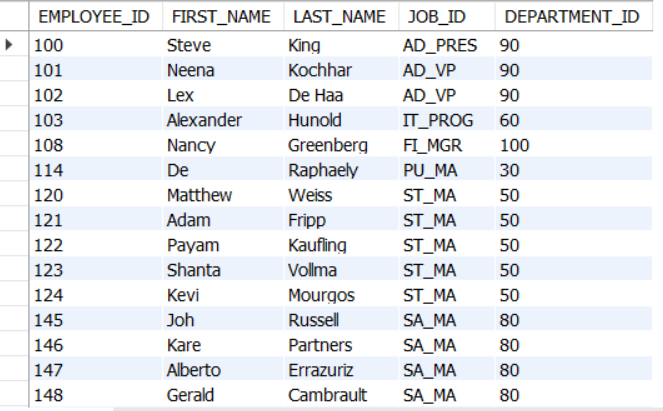 EMPLOYEE_ID FIRST_NAME LAST_NAME JOB_ID DEPARTMENT_ID
100 Steve King AD_PRES 90
101 Neena Kochhar AD_VP 90
102 Lex De Haa AD_VP 90
103 Alexander Hunold IT_PROG 60
108 Nancy Greenberg FI_MGR 100
114 De Raphaely PU_MA 30
120 Matthew Weiss ST_MA 50
121 Adam Fripp ST_MA 50
122 Payam Kaufling ST_MA 50
123 Shanta Vollma ST_MA 50
124 Kevi Mourgos ST_MA 50
145 Joh Russell SA_MA 80
146 Kare Partners SA_MA 80
147 Alberto Errazuriz SA_MA 80
148 Gerald Cambrault SA_MA 80